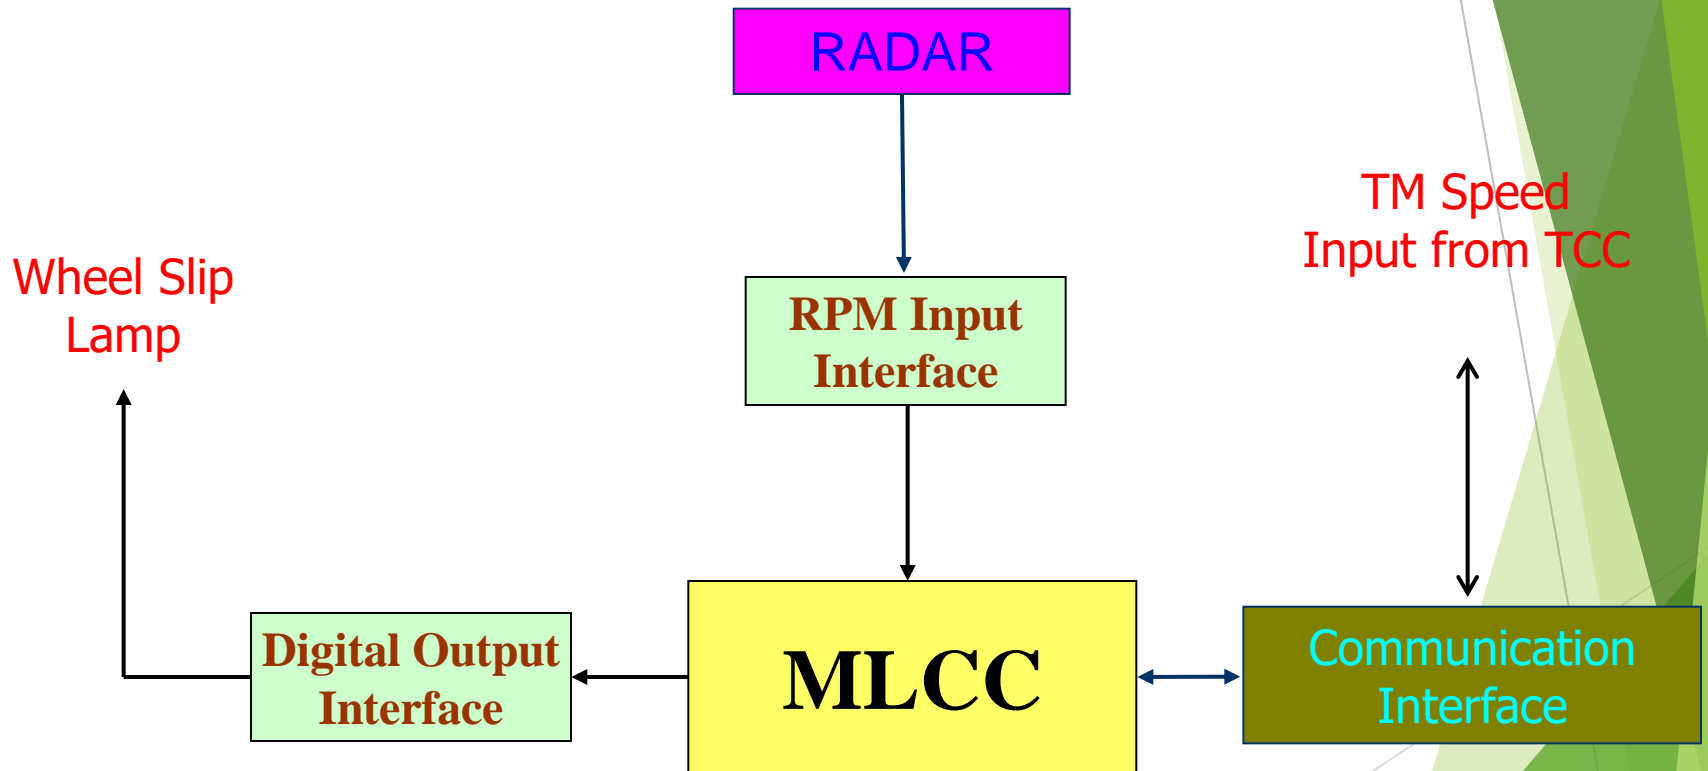 RADAR
TM Speed
Input from TCC
Wheel Slip
Lamp
RPM Input
Interface
Digital Output
Interface
MLCC
Communication
Interface